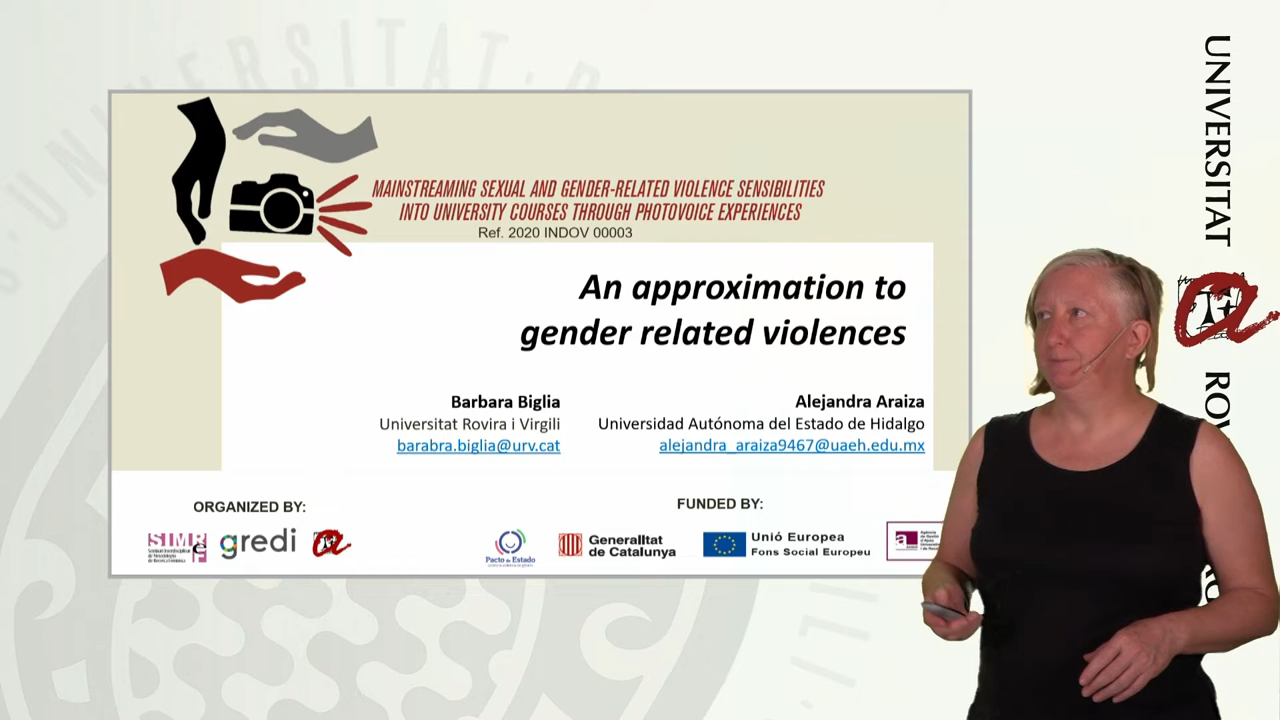 MAINSTREAMING SEXUAL AND GENDER-RELATED VIOLENCE SENSIBILITIES
INTO UNIVERSITY COURSES THROUGH PHOTOVOICE EXPERIENCES
Ref. 2020 INDOV 00003
An approximation to
gender related violences
Barbara Biglia
Universitat Rovira i Virgili
barabra.biglia@urv.cat
Alejandra Araiza
Universidad Autónoma del Estado de Hidalgo
alejandra_araiza9467@uaeh.edu.mx
ORGANIZED BY:
FUNDED BY:
SIMReF
gredi
Pacto de Estado
Generalitat
de Catalunya
Unió Europea
Fons Social Europeu
UNIVERSITAT